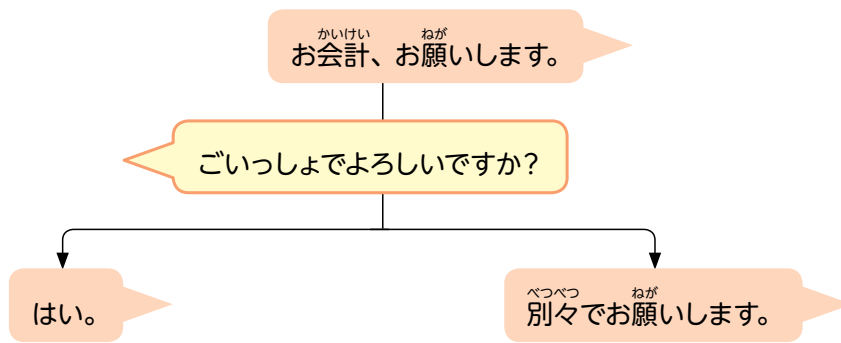 かいけい ねが
お会計、お願いします。
ごいっしょでよろしいですか？
はい。
べつべつ ねが
別々でお願いします。